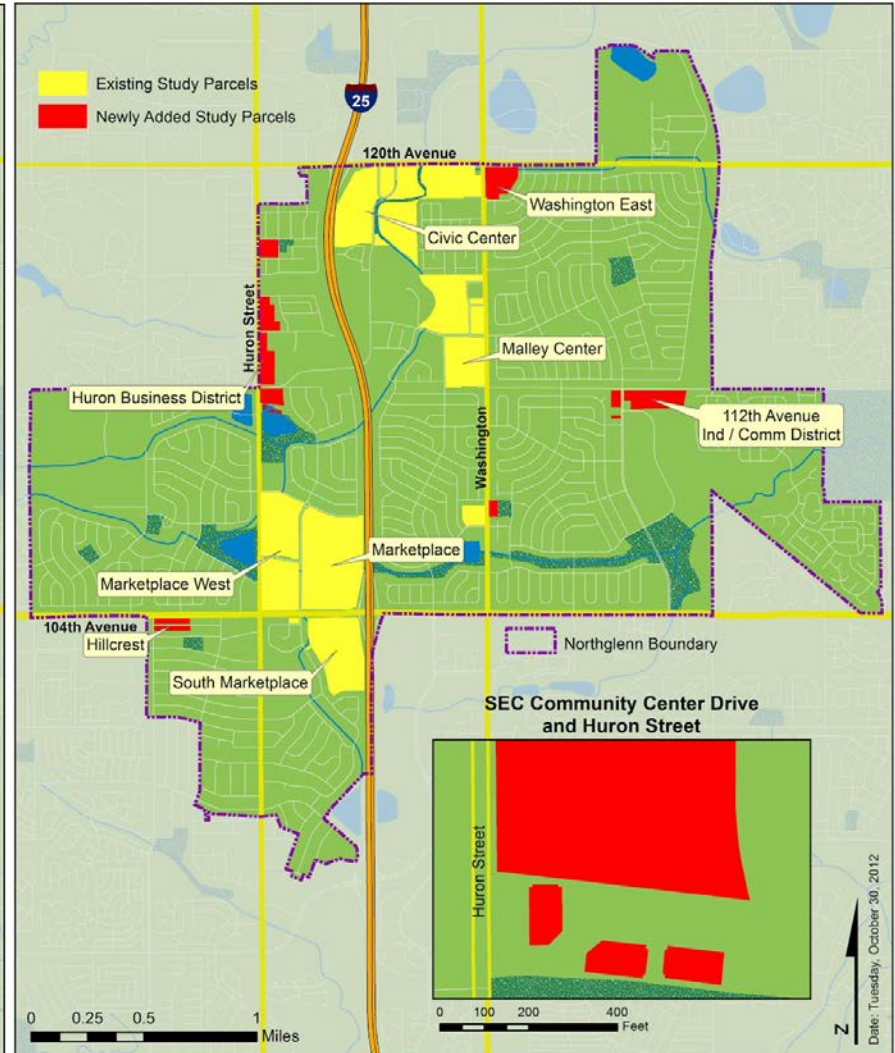 Existing Study Parcels
Newly Added Study Parcels
25
120th Avenue
Washington East
Civic Center
Huron Street
Malley Center
Huron Business District
112th Avenue
Ind / Comm District
Washington
Marketplace
Marketplace West
104th Avenue
Hillcrest
Northglenn Boundary
South Marketplace
SEC Community Center Drive
and Huron Street
Huron Street
Date: Tuesday, October 30, 2012
N
0 0.5 0.5 1
Miles
0 100 200 400
Feet